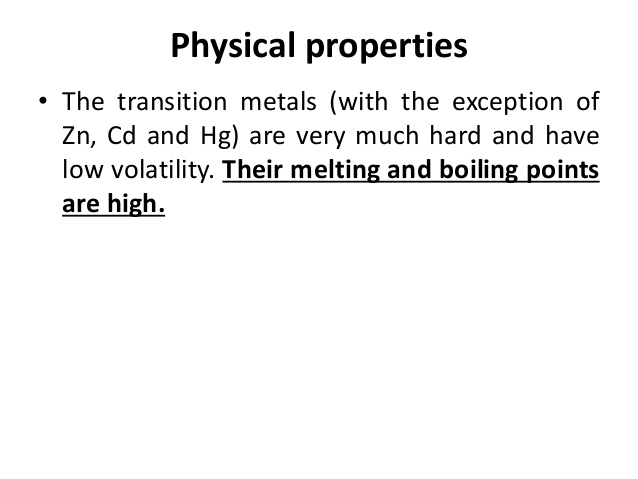 Physical properties
• The transition metals (with the exception of
Zn, Cd and Hg) are very much hard and have
low volatility. Their melting and boiling points
are high.